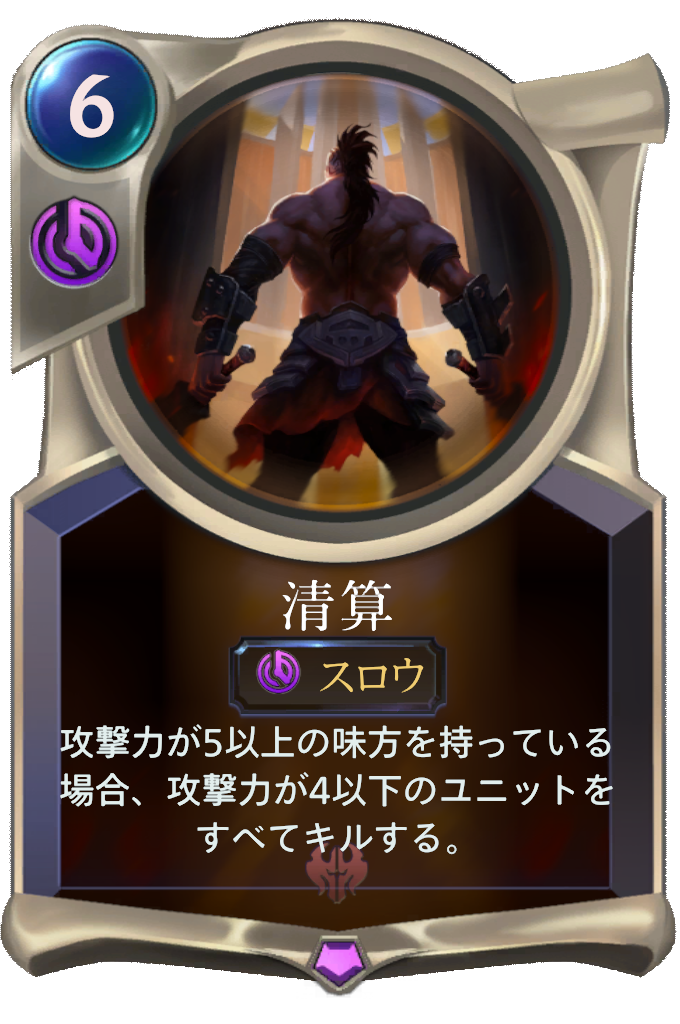 6
清算
スロウ
攻撃力が5以上の味方を持っている
場合、攻撃力が4以下のユニットを
すべてキルする。